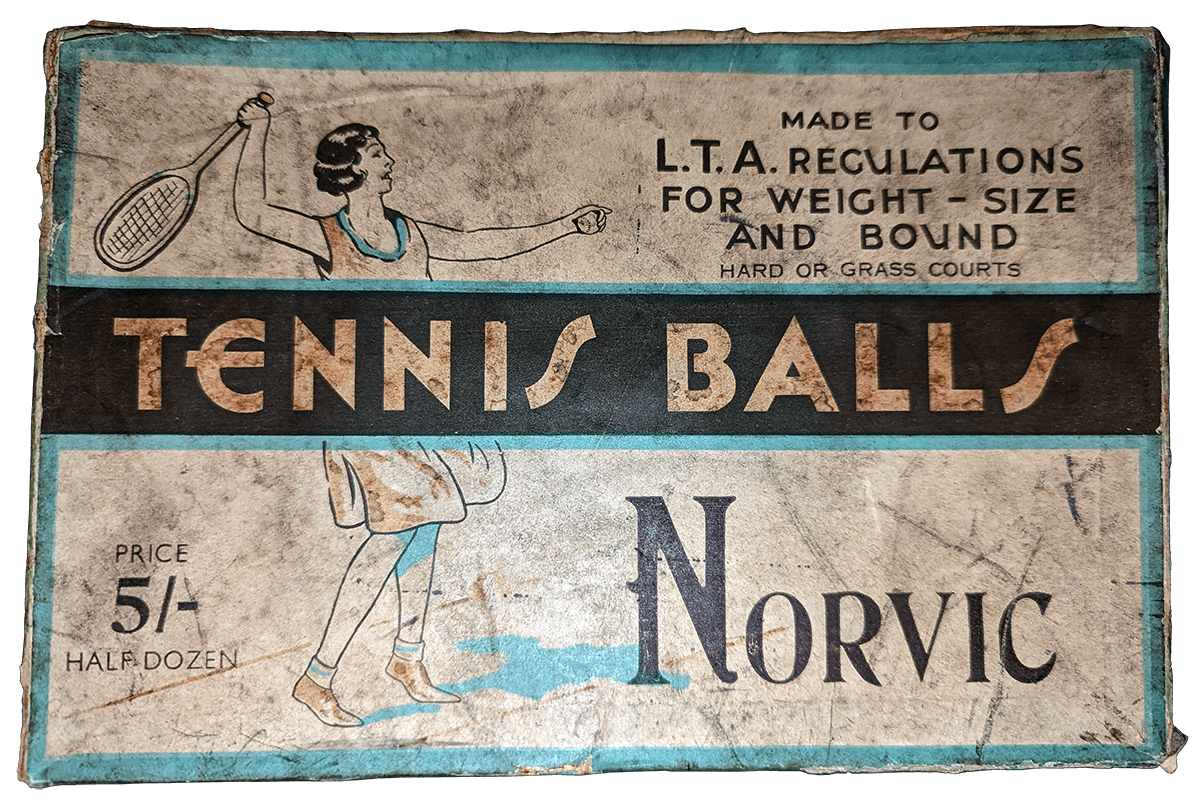 MADE TO
L.T.A. REGULATIONS
FOR WEIGHT - SIZE
AND BOUND
HARD OR GRASS COURTS
TENNIS BALLS
PRICE
5/-
HALF-DOZEN
NORVIC